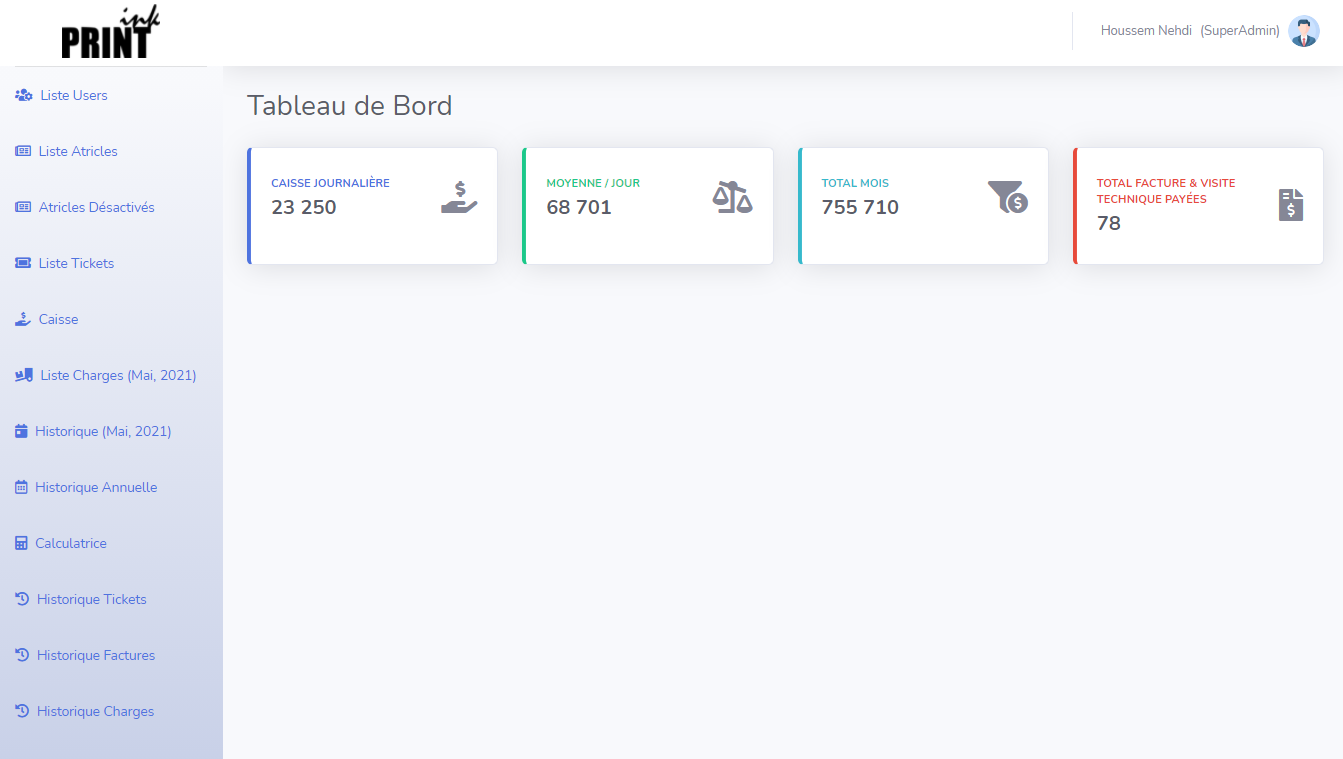 ink
PRINT
Houssem Nehdi (SuperAdmin)
Liste Users
Liste Atricles
Atricles Désactivés
Liste Tickets
Caisse
Liste Charges (Mai, 2021)
Historique (Mai, 2021)
Historique Annuelle
Calculatrice
Historique Tickets
Historique Factures
Historique Charges
Tableau de Bord
CAISSE JOURNALIÈRE
23 250
MOYENNE / JOUR
68 701
TOTAL MOIS
755 710
TOTAL FACTURE & VISITE
TECHNIQUE PAYÉES
78